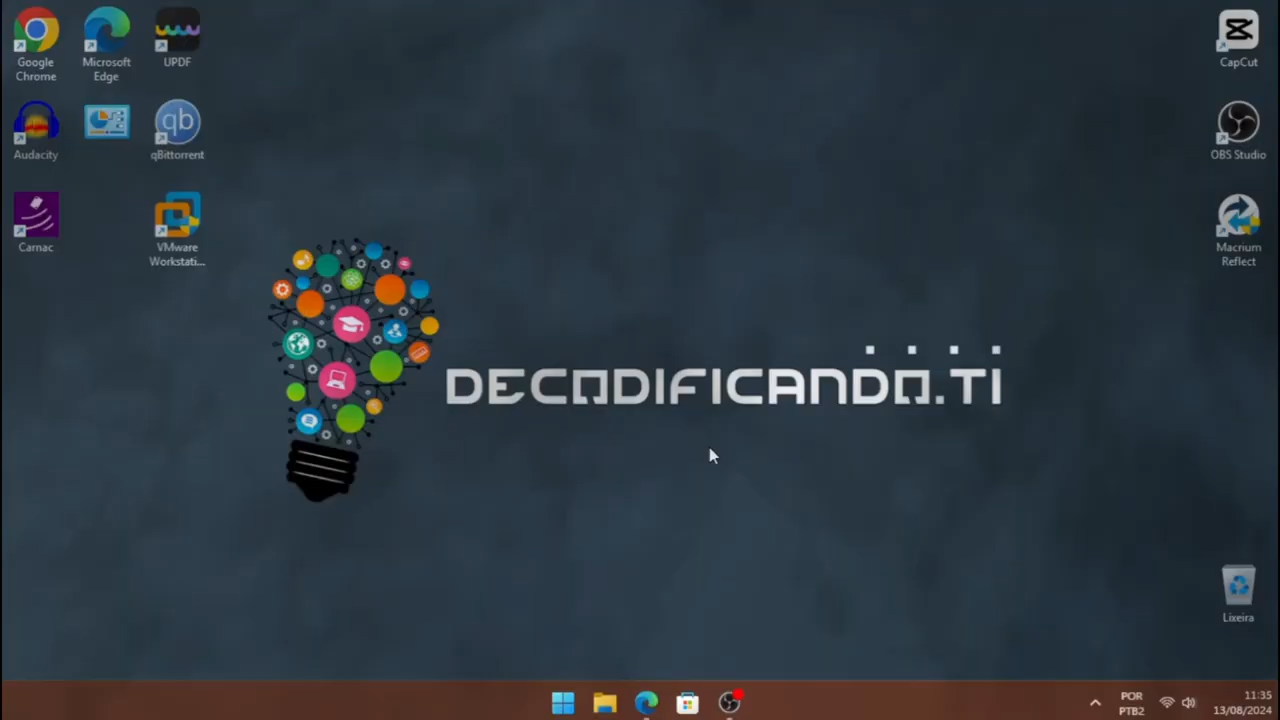 Google
Chrome
Microsoft
Edge
UPDF
CapCut
Audacity
qb
qBittorrent
OBS Studio
Carnac
VMware
Workstati...
Macrium
Reflect
DECODIFICANDO.TI
Lixeira
POR
PTB2
11:35
13/08/2024